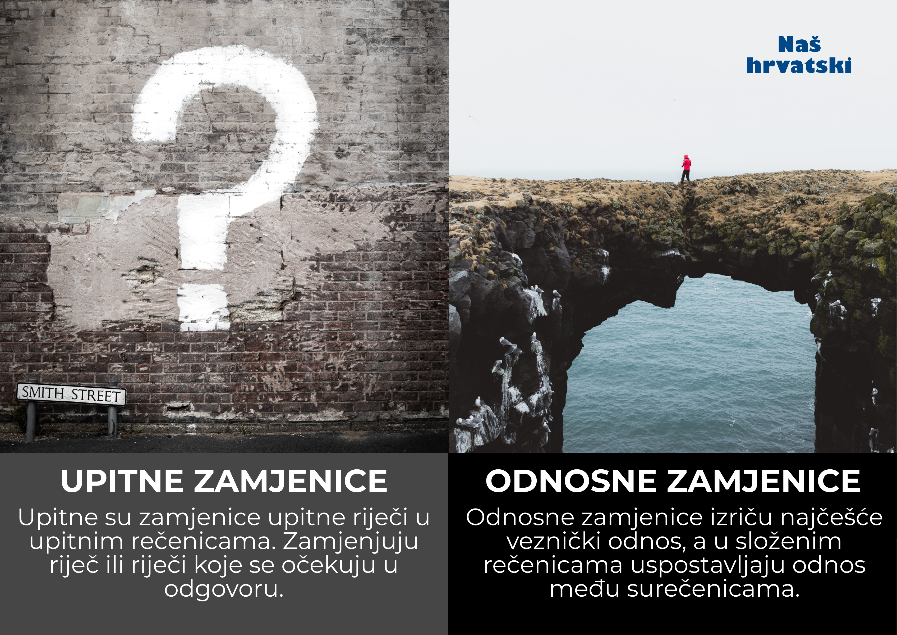 Naš
hrvatski
SMITH STREET
UPITNE ZAMJENICE
Upitne su zamjenice upitne riječi u
upitnim rečenicama. Zamjenjuju
riječ ili riječi koje se očekuju u
odgovoru.
ODNOSNE ZAMJENICE
Odnosne zamjenice izriču najčešće
veznički odnos, a u složenim
rečenicama uspostavljaju odnos
među surečenicama.